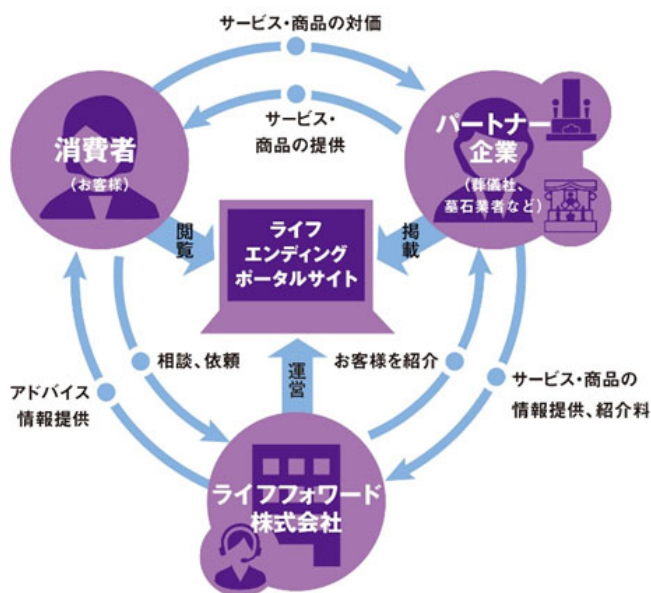 サービス・商品の対価
サービス・
商品の提供
消費者
（お客様）
パートナー
企業
（葬儀社、
墓石業者など）
閲覧
掲載
ライフ
エンディング
ポータルサイト
相談、依頼
運営
お客様を紹介
アドバイス
情報提供
サービス・商品の
情報提供、紹介料
ライフフォワード
株式会社